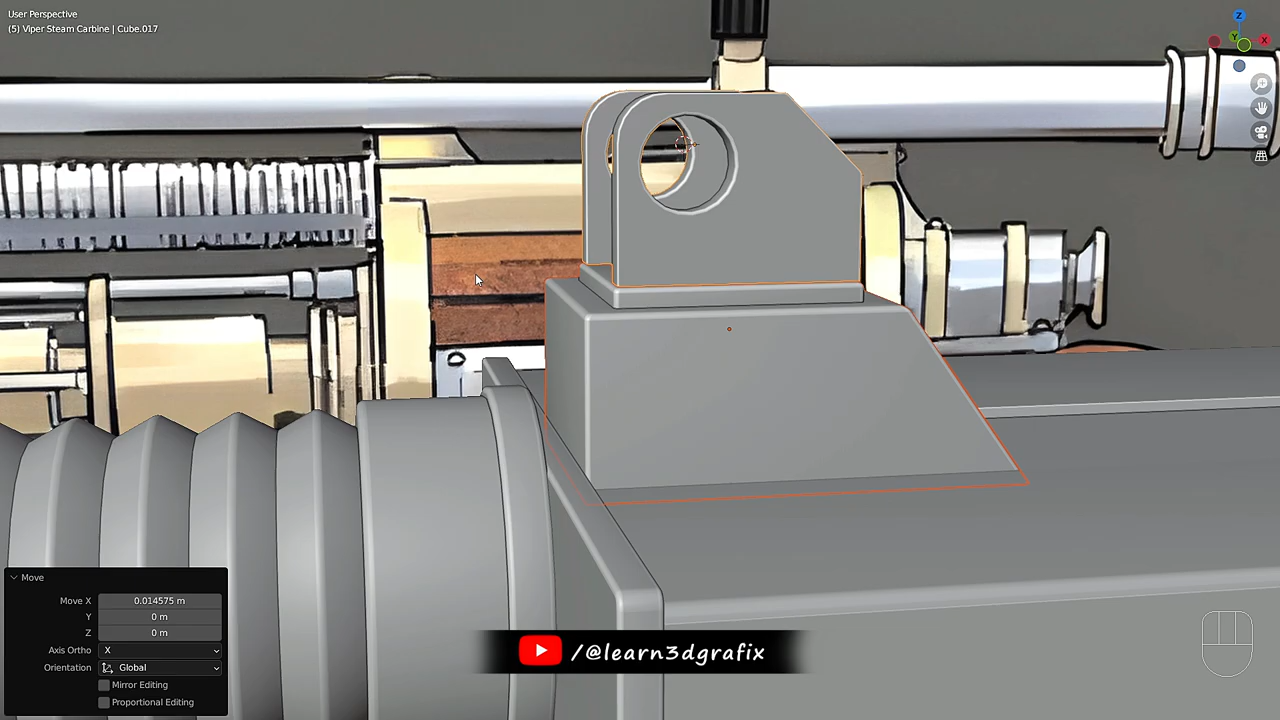 User Perspective
(5) Viper Steam Carbine | Cube.017
Z
Y
X
Move
Move X 0.014575 m
Y 0 m
Z 0 m
Axis Ortho X
Orientation Global
Mirror Editing
Proportional Editing
/@learn3dgrafix